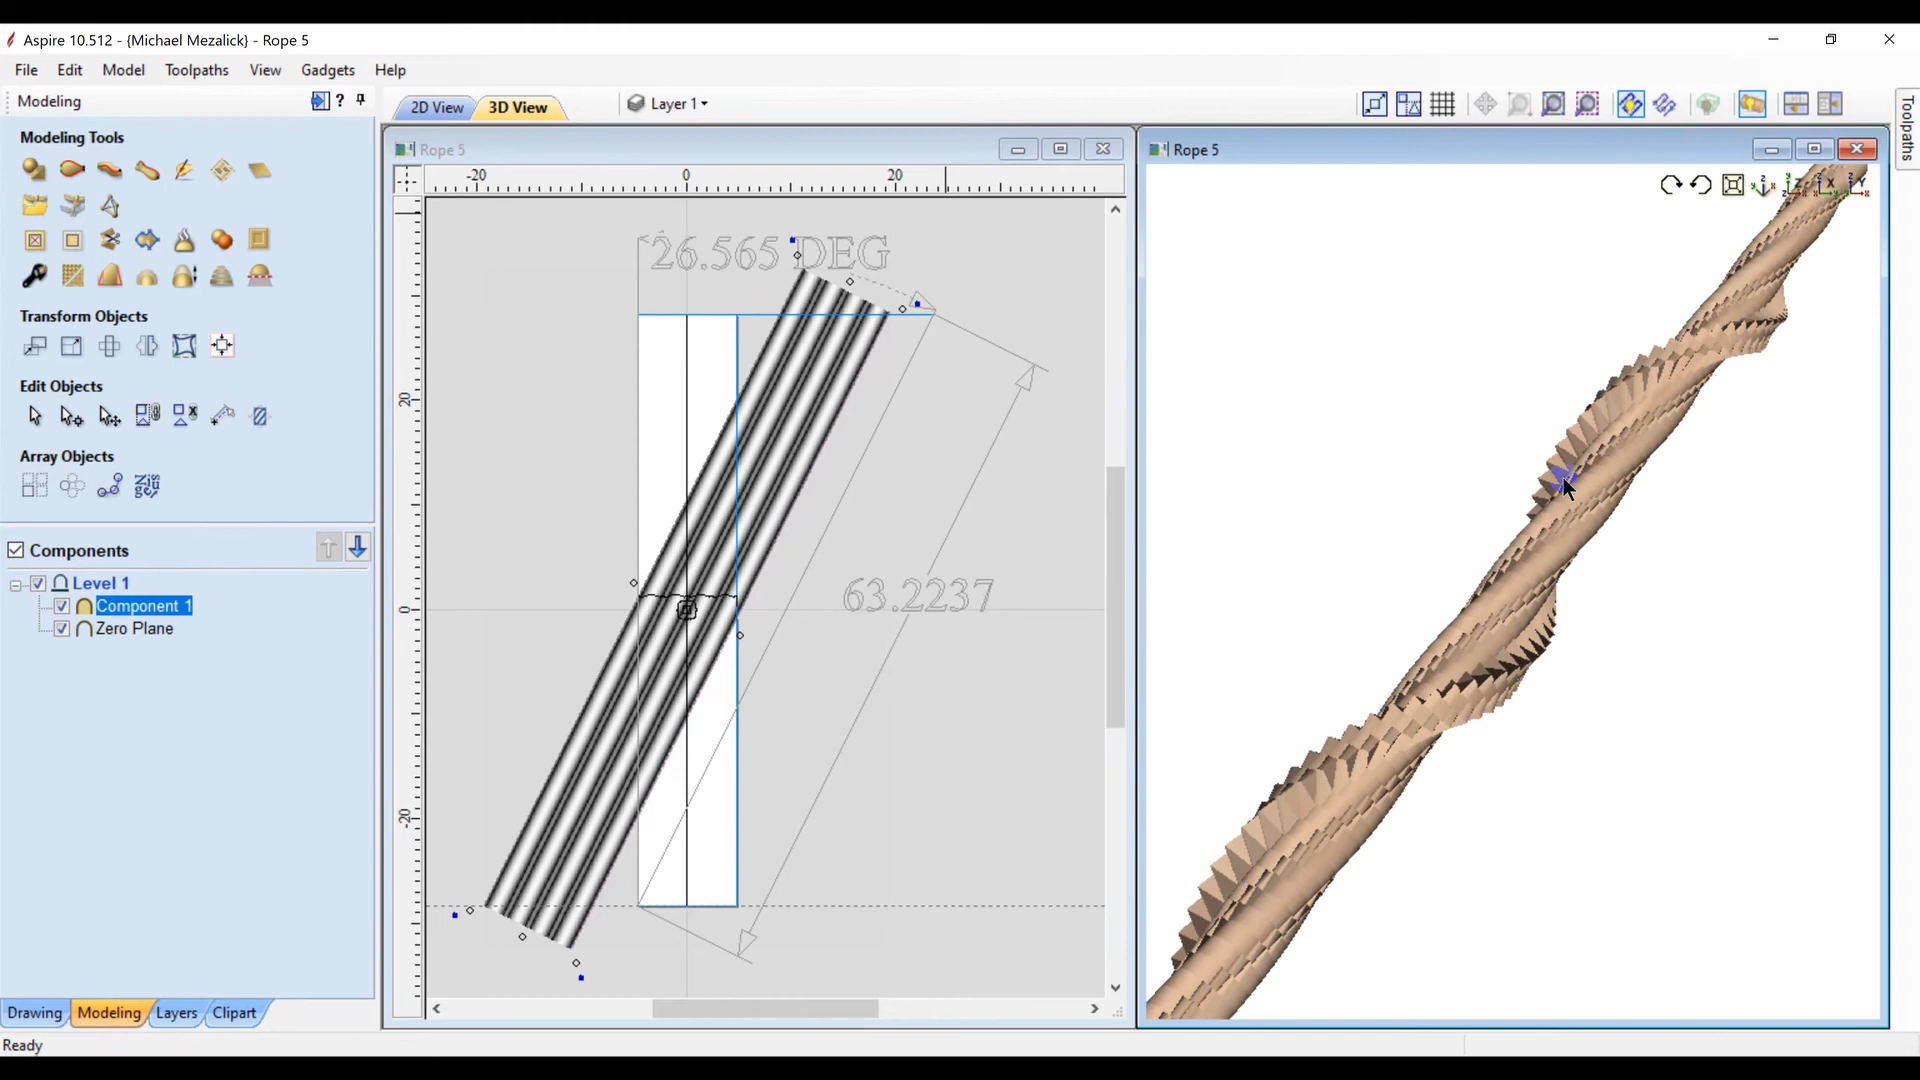 Aspire 10.512 - {Michael Mezalick} - Rope 5
File Edit Model Toolpaths View Gadgets Help
Modeling
2D View 3D View Layer 1
Toolpaths
Modeling Tools
Transform Objects
Edit Objects
Array Objects
Components
Level 1
Component 1
Zero Plane
Drawing Modeling Layers Clipart
Ready
Rope 5
-20 0 20
20
0
-20
<26.565 DEG
63.2237
Rope 5